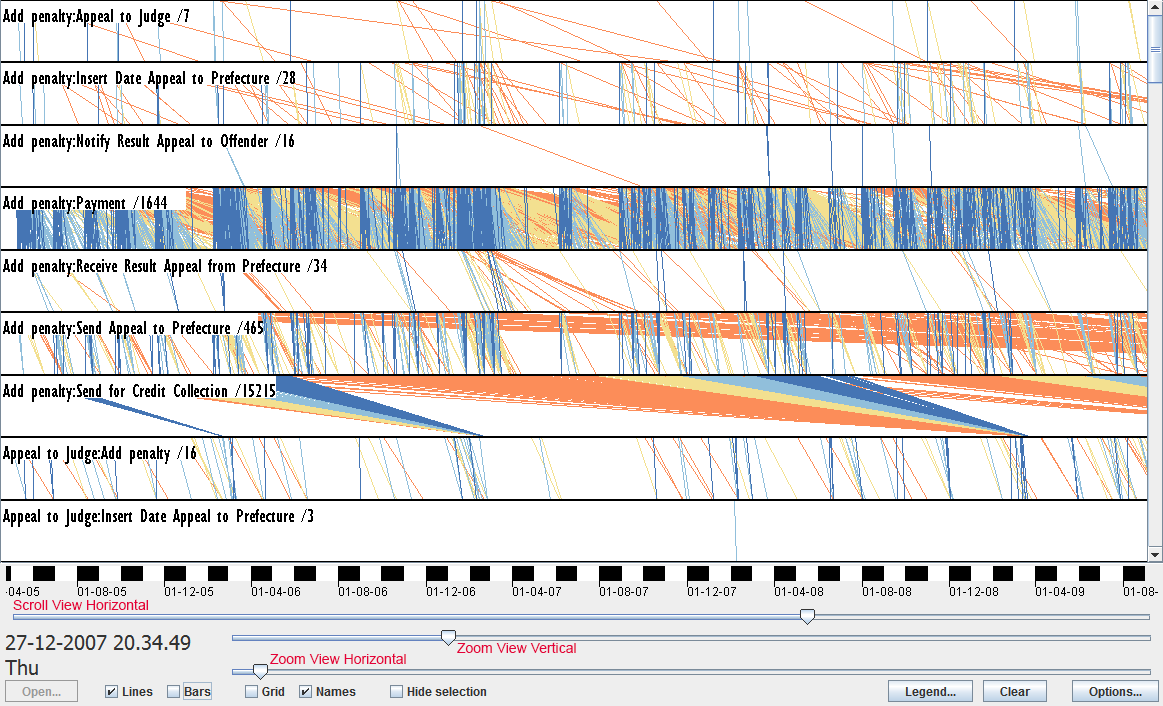 Add penalty:Appeal to Judge /7
Add penalty:Insert Date Appeal to Prefecture /28
Add penalty:Notify Result Appeal to Offender /16
Add penalty:Payment /1644
Add penalty:Receive Result Appeal from Prefecture /34
Add penalty:Send Appeal to Prefecture /465
Add penalty:Send for Credit Collection /15215
Appeal to Judge:Add penalty /16
Appeal to Judge:Insert Date Appeal to Prefecture /3
-04-05 01-08-05 01-12-05 01-04-06 01-08-06 01-12-06 01-04-07 01-08-07 01-12-07 01-04-08 01-08-08 01-12-08 01-04-09 01-08-
Scroll View Horizontal
27-12-2007 20.34.49
Zoom View Vertical
Thu
Zoom View Horizontal
Open... Lines Bars Grid Names Hide selection Legend... Clear Options...